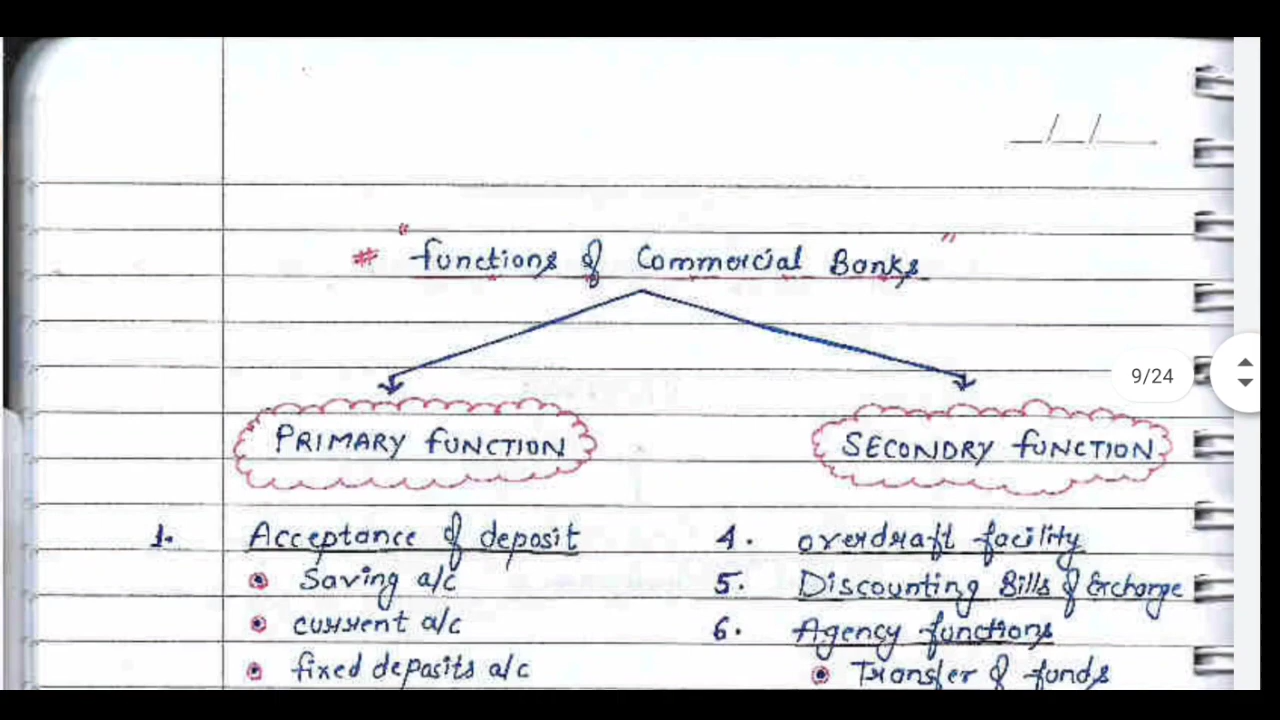 __/__/____
# "Functions of Commercial Banks"
PRIMARY FUNCTION
SECONDRY FUNCTION
1. Acceptance of deposit
• Saving a/c
• current a/c
• fixed deposits a/c
4. overdraft facility
5. Discounting Bills of Exchange
6. Agency functions
• Transfer of funds
9/24